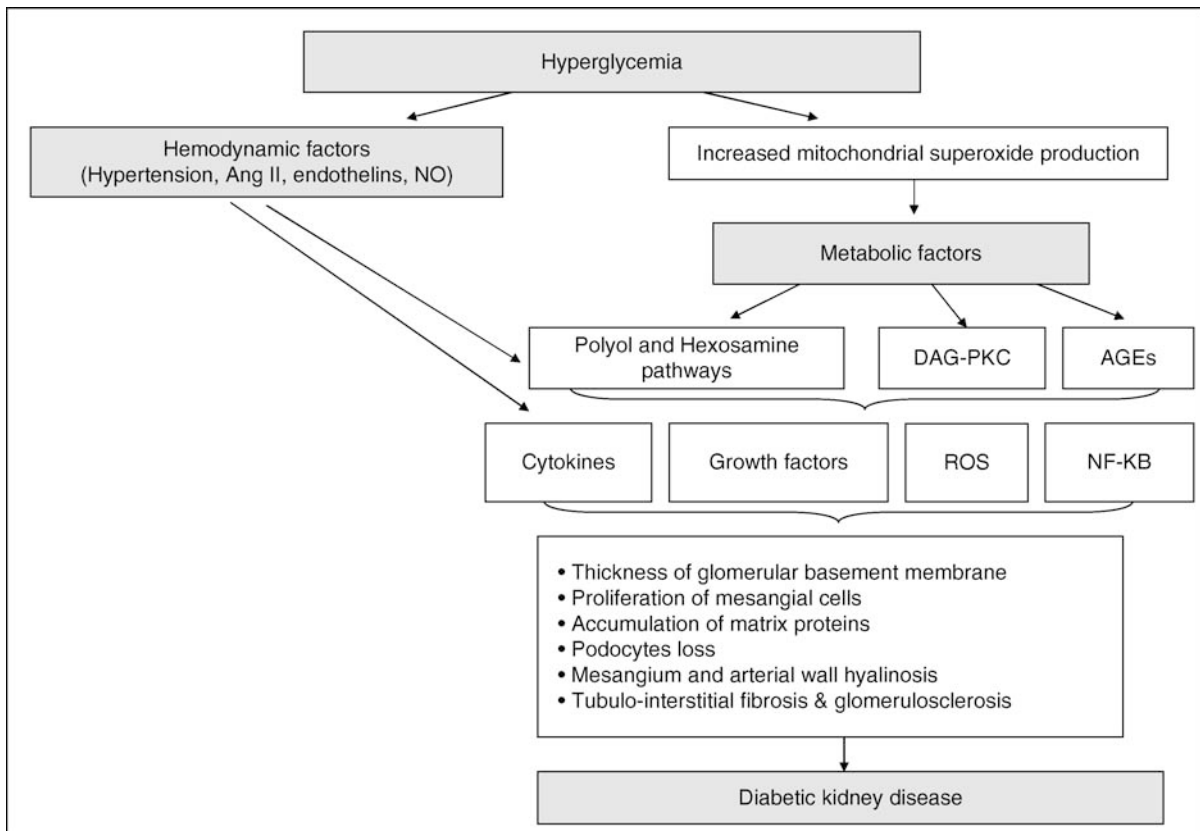 Hyperglycemia
Hemodynamic factors
(Hypertension, Ang II, endothelins, NO)
Increased mitochondrial superoxide production
Metabolic factors
Polyol and Hexosamine
pathways
DAG-PKC
AGEs
Cytokines
Growth factors
ROS
NF-KB
• Thickness of glomerular basement membrane
• Proliferation of mesangial cells
• Accumulation of matrix proteins
• Podocytes loss
• Mesangium and arterial wall hyalinosis
• Tubulo-interstitial fibrosis & glomerulosclerosis
Diabetic kidney disease